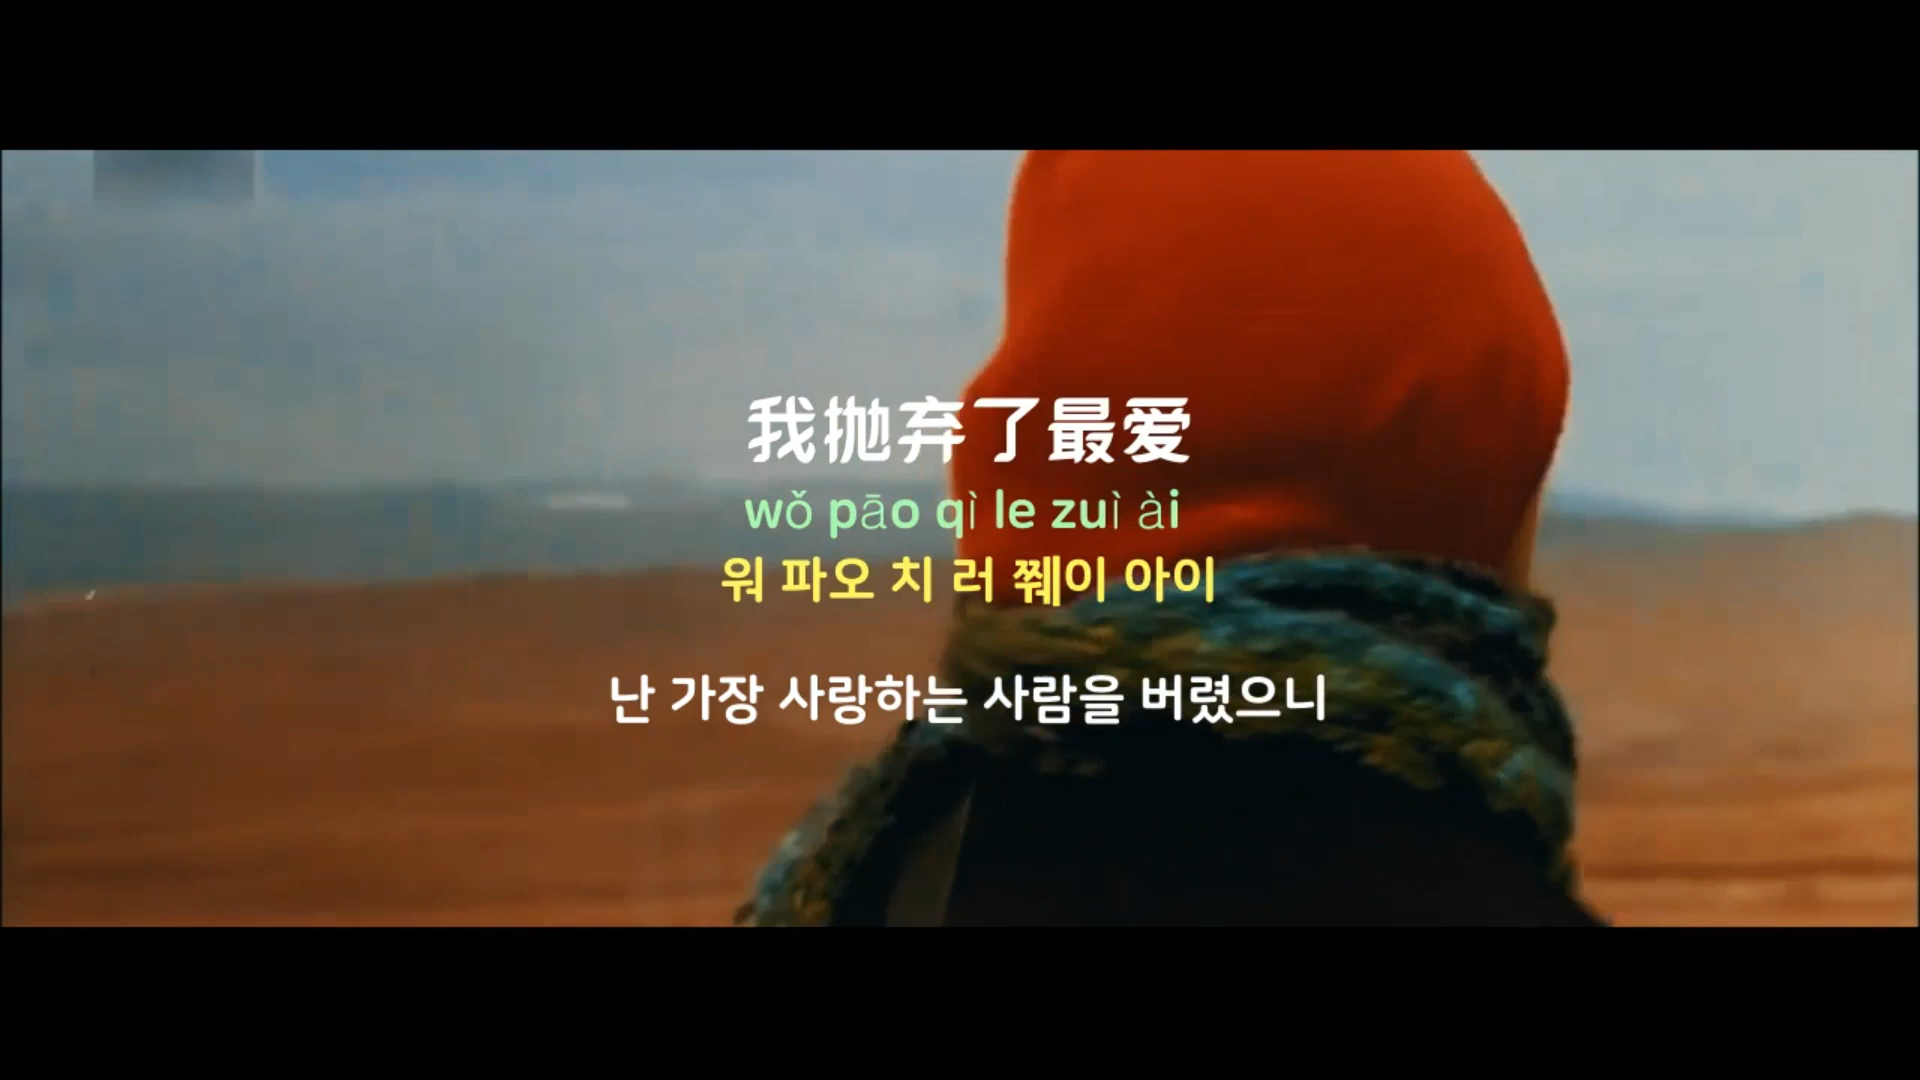 我抛弃了最爱
wǒ pāo qì le zuì ài
워 파오 치 러 쮀이 아이
난 가장 사랑하는 사람을 버렸으니